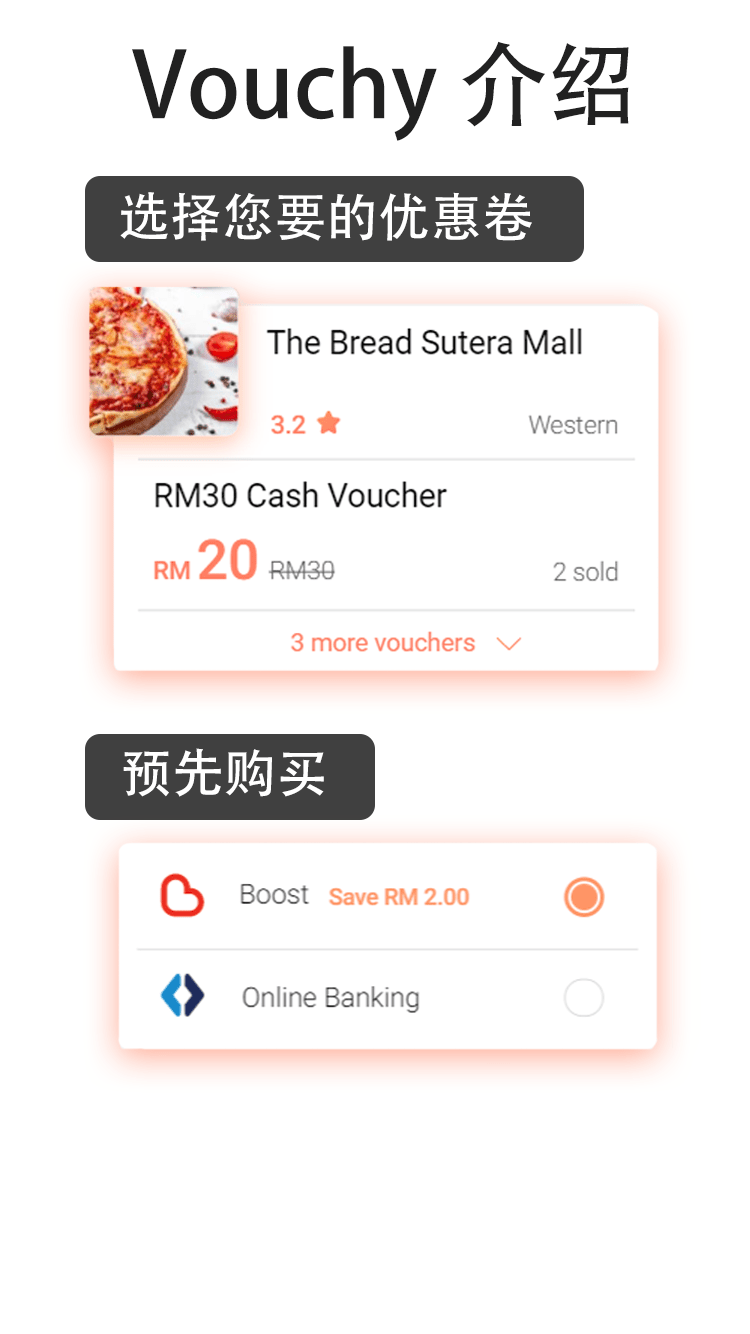 Vouchy 介绍
选择您要的优惠卷
The Bread Sutera Mall
3.2 Western
RM30 Cash Voucher
RM 20 RM30 2 sold
3 more vouchers
预先购买
Boost Save RM 2.00
Online Banking